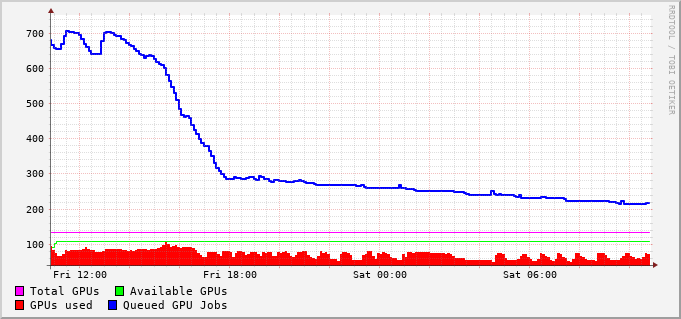 700
600
500
400
300
200
100
Fri 12:00 Fri 18:00 Sat 00:00 Sat 06:00
Total GPUs Available GPUs
GPUs used Queued GPU Jobs
RRDTOOL / TOBI OETIKER